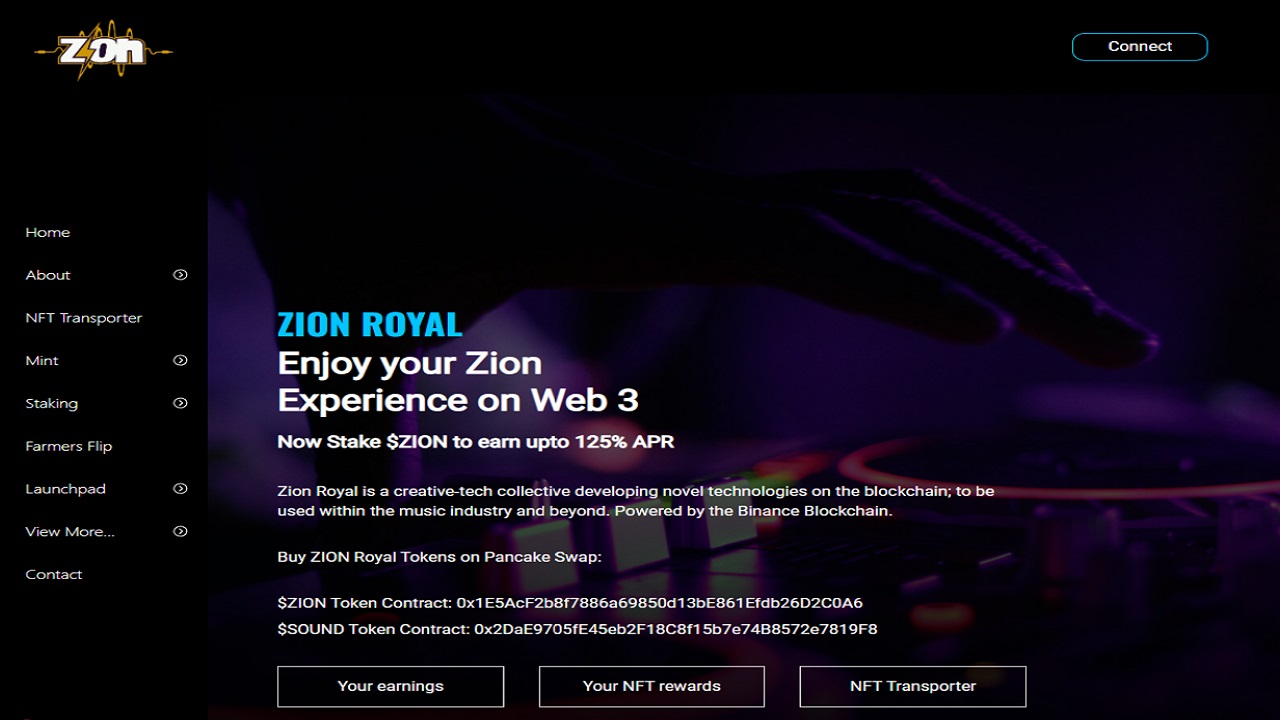 Zion
Connect
Home
About
NFT Transporter
Mint
Staking
Farmers Flip
Launchpad
View More...
Contact
ZION ROYAL
Enjoy your Zion
Experience on Web 3
Now Stake $ZION to earn upto 125% APR
Zion Royal is a creative-tech collective developing novel technologies on the blockchain; to be
used within the music industry and beyond. Powered by the Binance Blockchain.
Buy ZION Royal Tokens on Pancake Swap:
$ZION Token Contract: 0x1E5AcF2b8f7886a69850d13bE861Efdb26D2C0A6
$SOUND Token Contract: 0x2DaE9705fE45eb2F18C8f15b7e74B8572e7819F8
Your earnings
Your NFT rewards
NFT Transporter